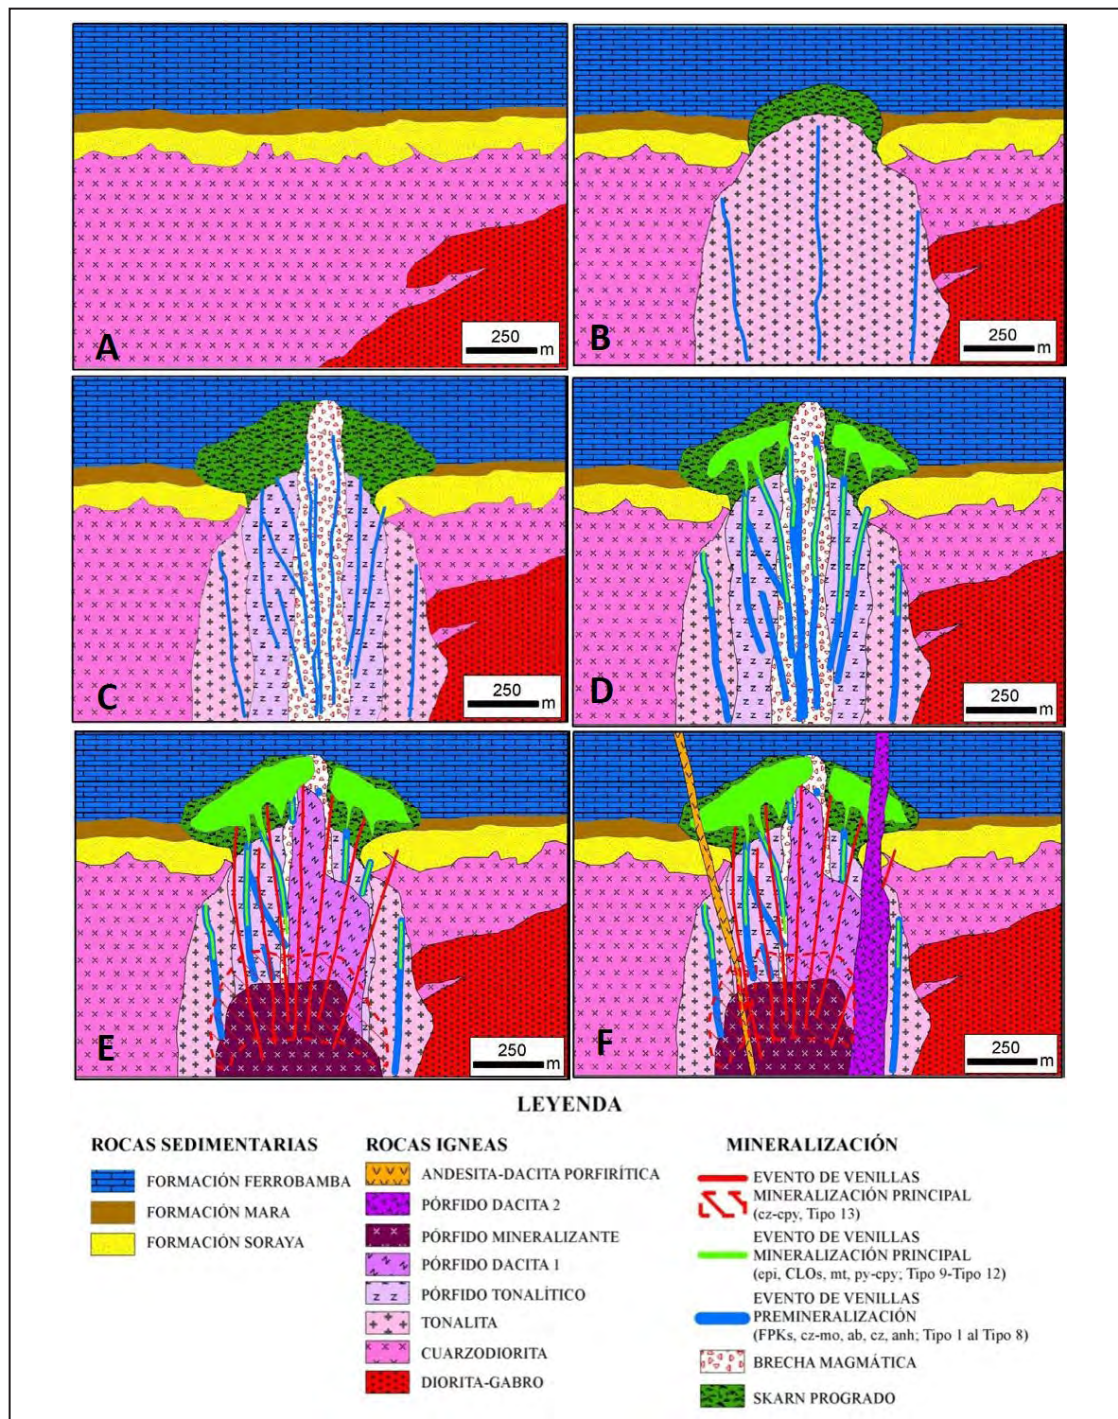 A
250
m
B
250
m
C
250
m
D
250
m
E
250
m
F
250
m
LEYENDA
ROCAS SEDIMENTARIAS
FORMACIÓN FERROBAMBA
FORMACIÓN MARA
FORMACIÓN SORAYA
ROCAS IGNEAS
ANDESITA-DACITA PORFIRÍTICA
PÓRFIDO DACITA 2
PÓRFIDO MINERALIZANTE
PÓRFIDO DACITA 1
PÓRFIDO TONALÍTICO
TONALITA
CUARZODIORITA
DIORITA-GABRO
MINERALIZACIÓN
EVENTO DE VENILLAS
MINERALIZACIÓN PRINCIPAL
(cz-cpy, Tipo 13)
EVENTO DE VENILLAS
MINERALIZACIÓN PRINCIPAL
(epi, CLOs, mt, py-cpy; Tipo 9-Tipo 12)
EVENTO DE VENILLAS
PREMINERALIZACIÓN
(FPKs, cz-mo, ab, cz, anh; Tipo 1 al Tipo 8)
BRECHA MAGMÁTICA
SKARN PROGRADO